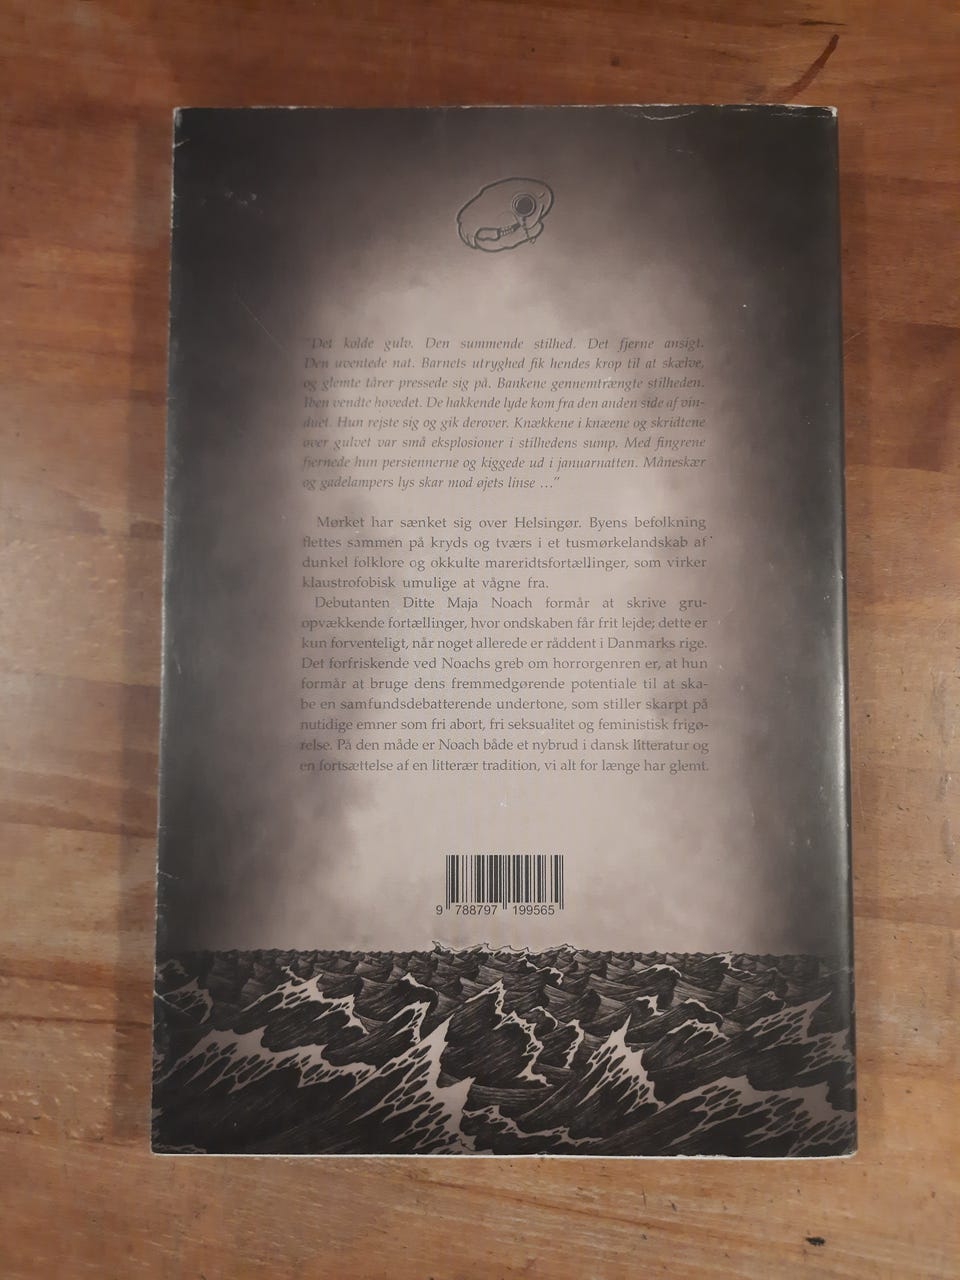 "Det kolde gulv. Den summende stilhed. Det fjerne ansigt.
Den uventede nat. Barnets utryghed fik hendes krop til at skælve,
og glemte tårer pressede sig på. Bankene gennemtrængte stilheden.
Iben vendte hovedet. De hakkende lyde kom fra den anden side af vin-
duet. Hun rejste sig og gik derover. Knækkene i knæene og skridtene
over gulvet var små eksplosioner i stilhedens sump. Med fingrene
fjernede hun persiennerne og kiggede ud i januarnatten. Måneskær
og gadelampers lys skar mod øjets linse ..."
Mørket har sænket sig over Helsingør. Byens befolkning
flettes sammen på kryds og tværs i et tusmørkelandskab af
dunkel folklore og okkulte mareridtsfortællinger, som virker
klaustrofobisk umulige at vågne fra.
Debutanten Ditte Maja Noach formår at skrive gru-
opvækkende fortællinger, hvor ondskaben får frit lejde; dette er
kun forventeligt, når noget allerede er råddent i Danmarks rige.
Det forfriskende ved Noachs greb om horrorgenren er, at hun
formår at bruge dens fremmedgørende potentiale til at ska-
be en samfundsdebatterende undertone, som stiller skarpt på
nutidige emner som fri abort, fri seksualitet og feministisk frigø-
relse. På den måde er Noach både et nybrud i dansk litteratur og
en fortsættelse af en litterær tradition, vi alt for længe har glemt.
9 788797 199565